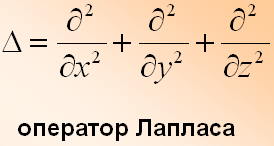 Δ = ∂²/∂x² + ∂²/∂y² + ∂²/∂z²
оператор Лапласа